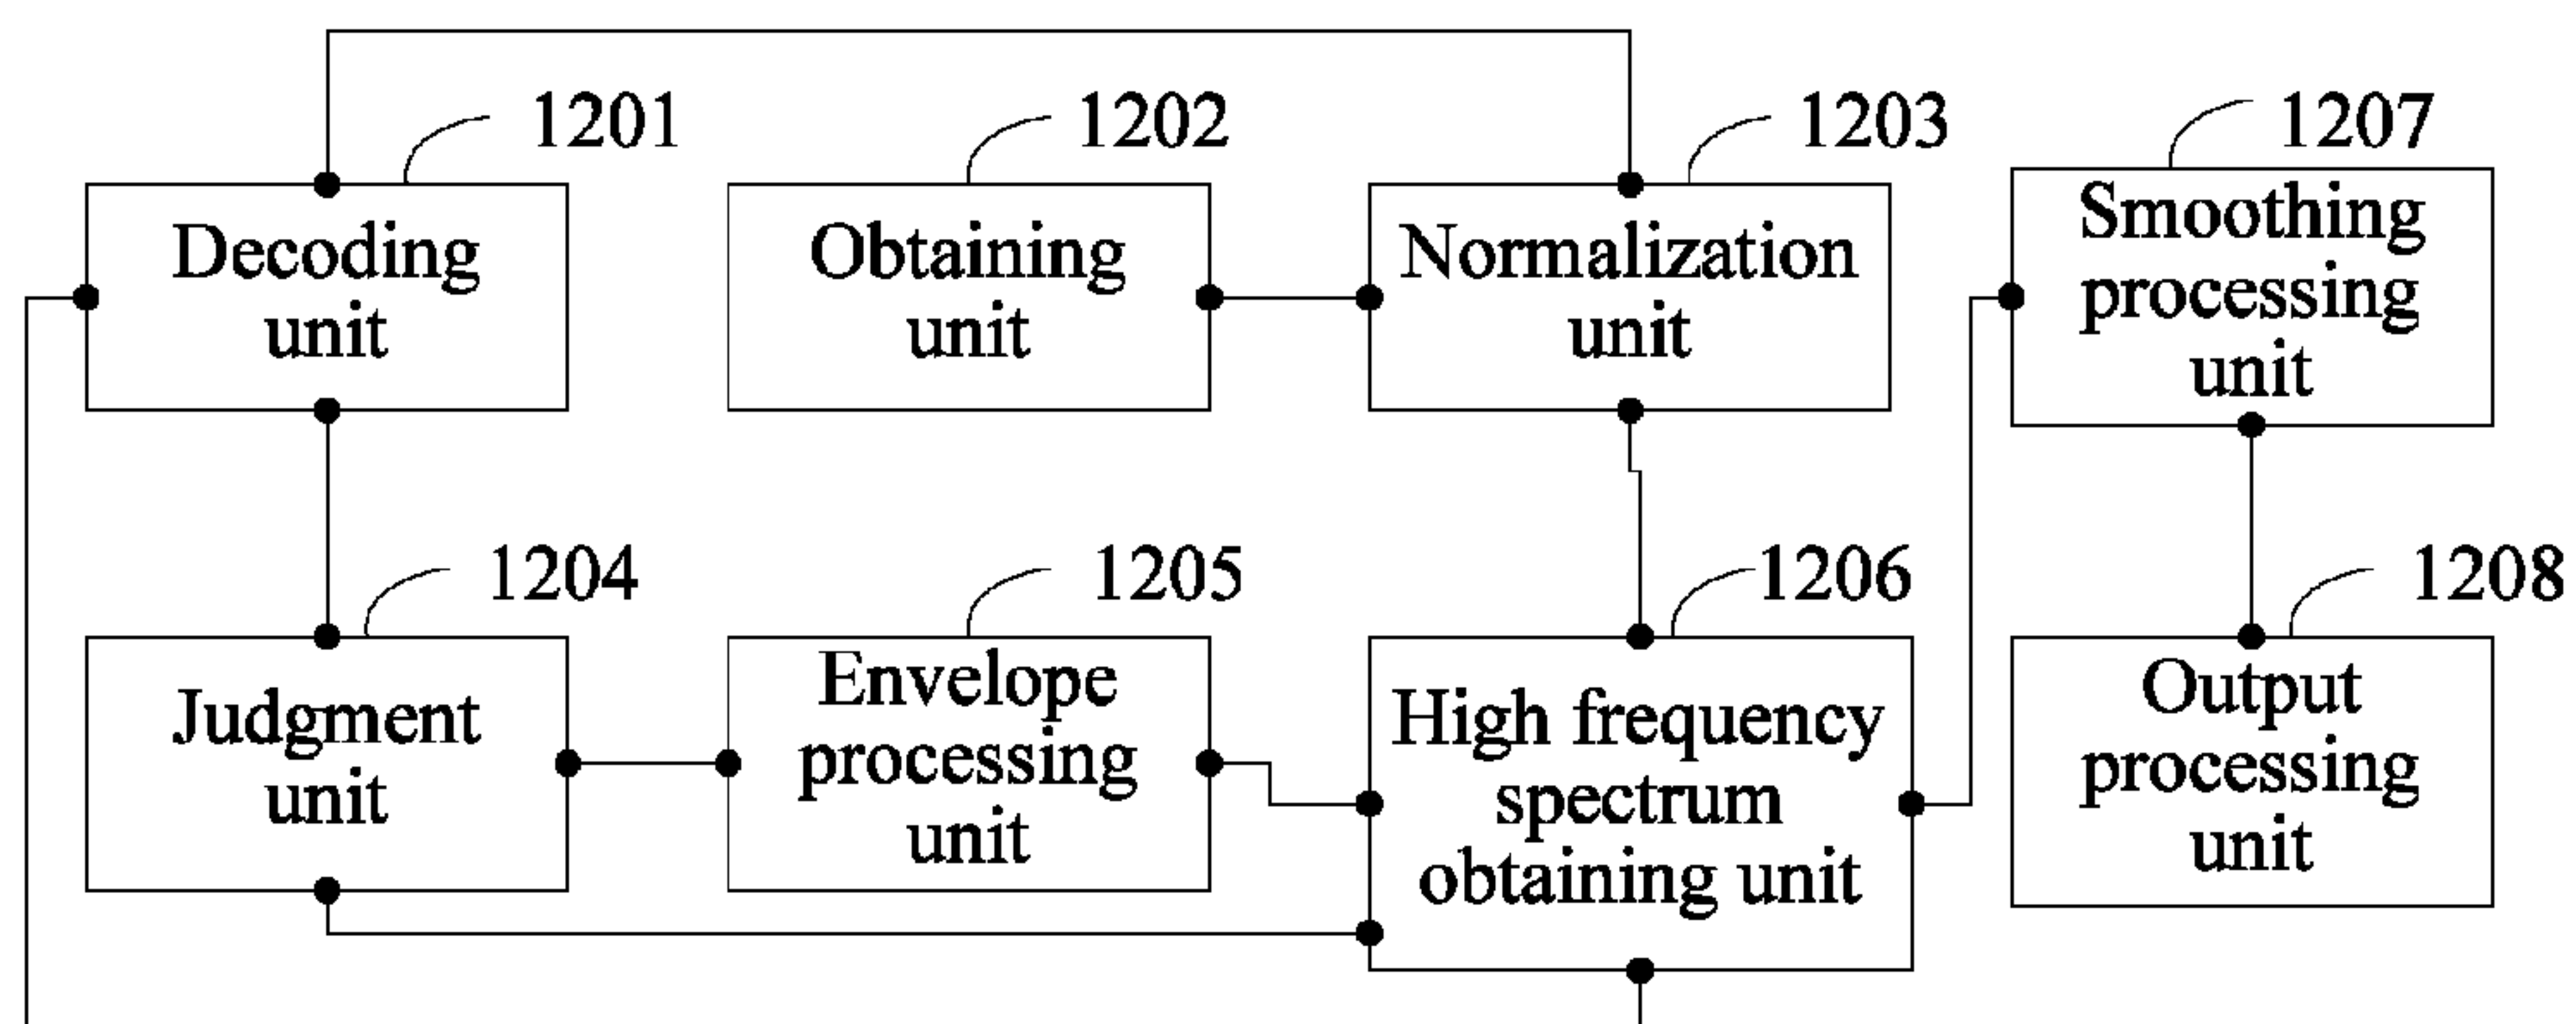 1201
1202
1203
1207
Decoding
unit
Obtaining
unit
Normalization
unit
Smoothing
processing
unit
1204
1205
1206
1208
Judgment
unit
Envelope
processing
unit
High frequency
spectrum
obtaining unit
Output
processing
unit